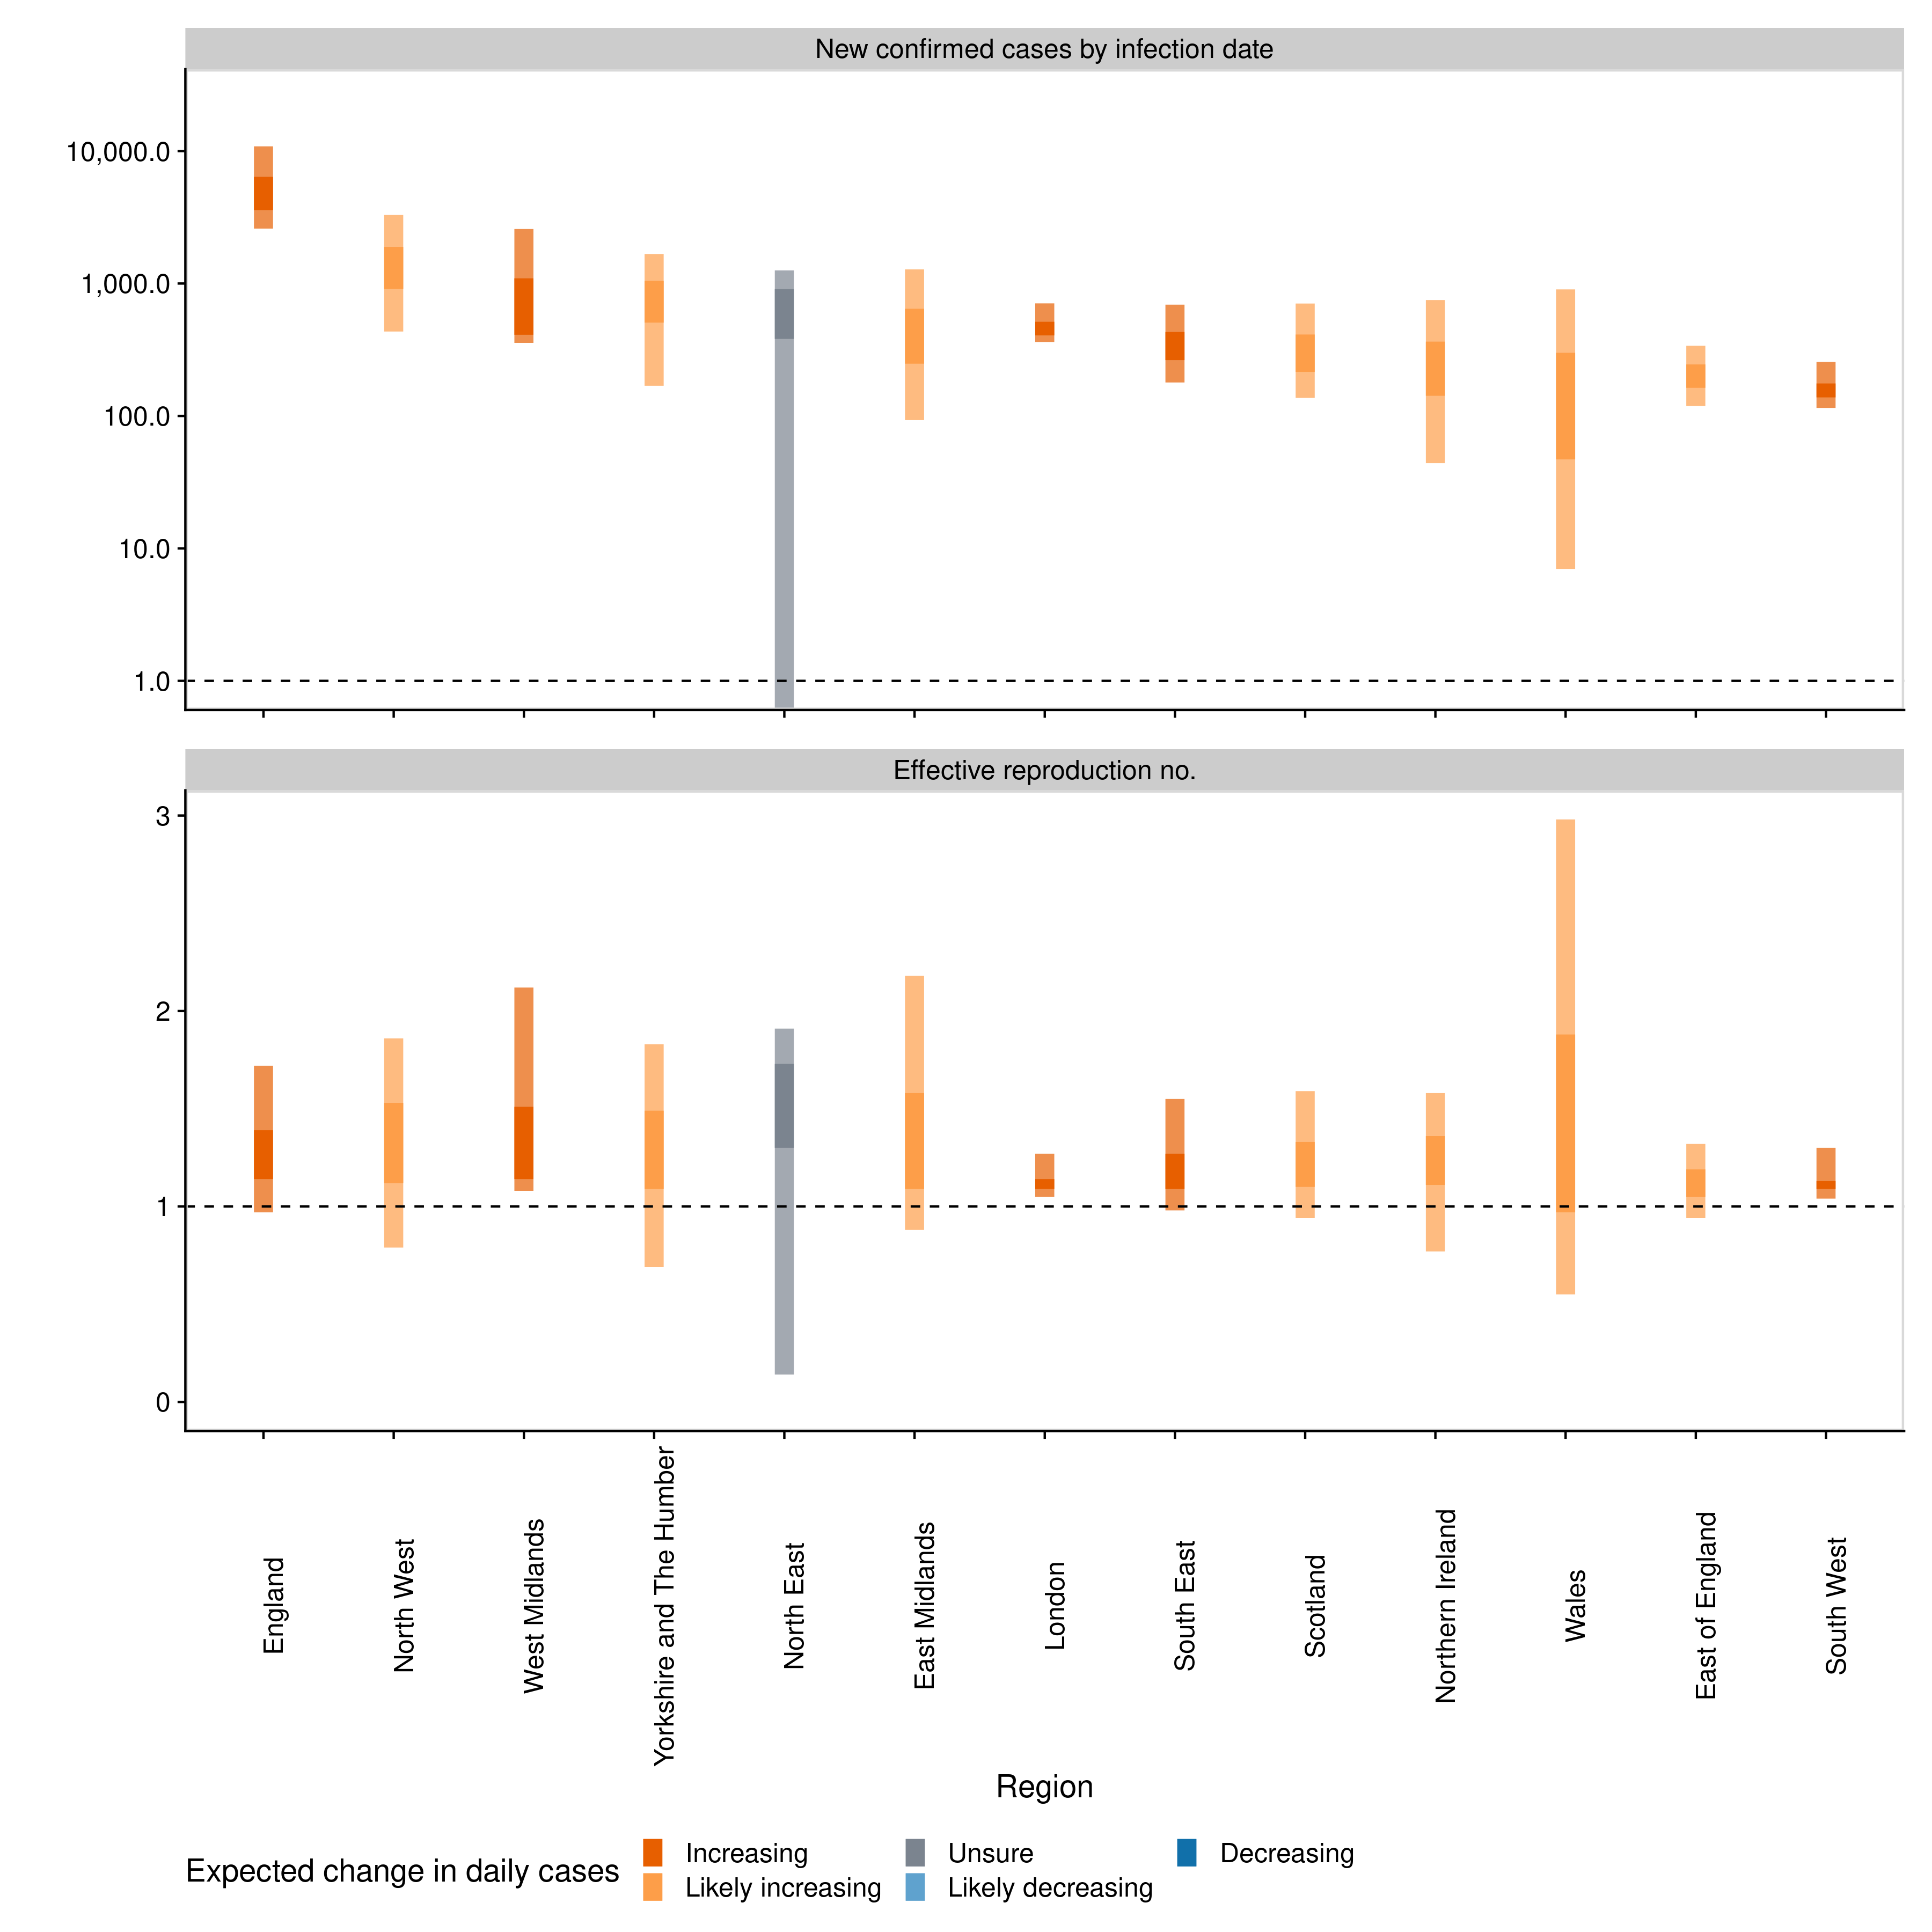 New confirmed cases by infection date
10,000.0
1,000.0
100.0
10.0
1.0
Effective reproduction no.
3
2
1
0
England
North West
West Midlands
Yorkshire and The Humber
North East
East Midlands
London
South East
Scotland
Northern Ireland
Wales
East of England
South West
Region
Expected change in daily cases
Increasing
Unsure
Decreasing
Likely increasing
Likely decreasing